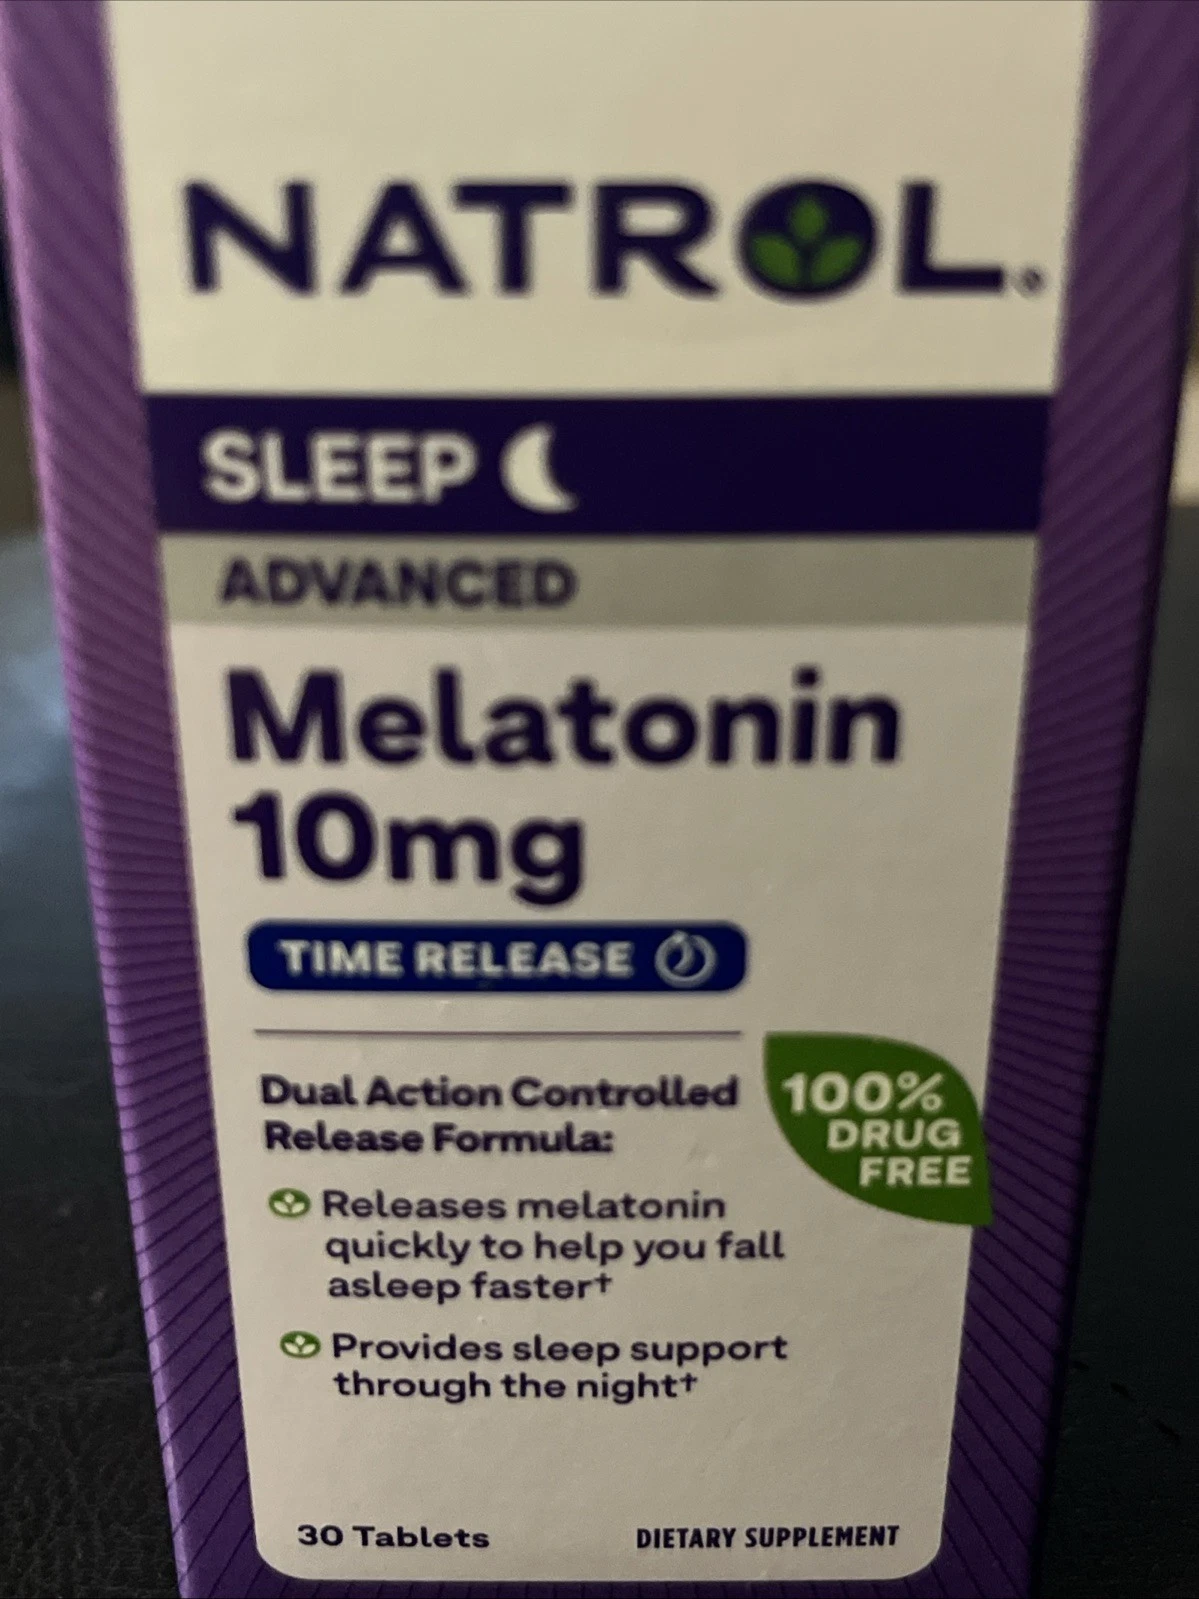 NATROL®
SLEEP
ADVANCED
Melatonin
10mg
TIME RELEASE
Dual Action Controlled
Release Formula:
100%
DRUG
FREE
Releases melatonin
quickly to help you fall
asleep faster†
Provides sleep support
through the night†
30 Tablets
DIETARY SUPPLEMENT